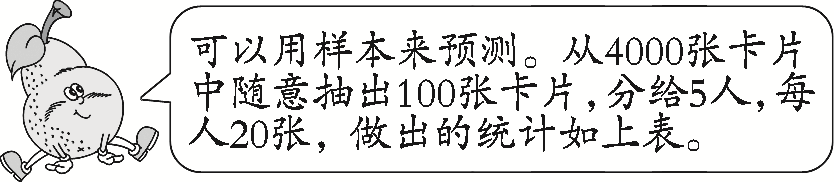 可以用样本来预测。从4000张卡片
中随意抽出100张卡片,分给5人,每
人20张，做出的统计如上表。